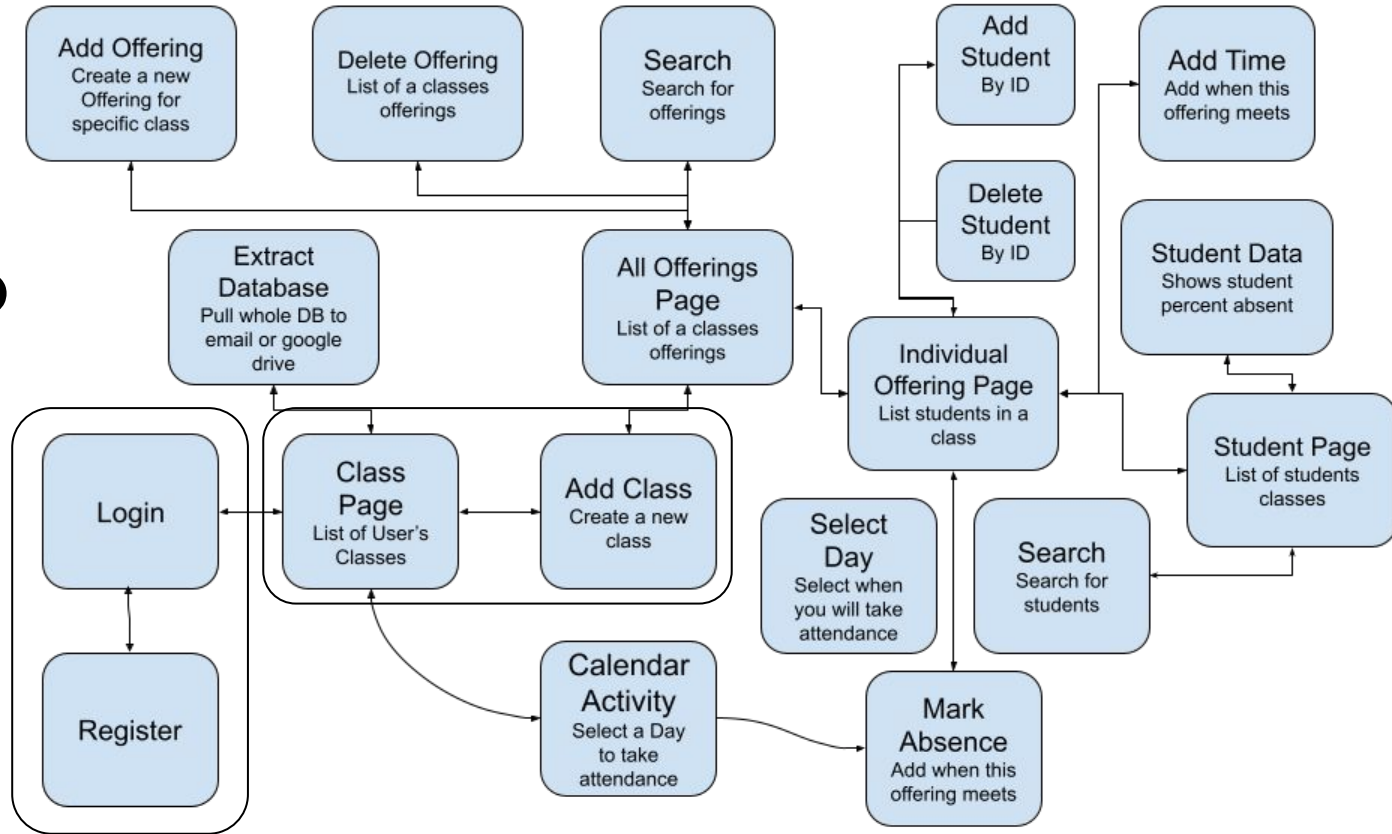 Add Offering
Create a new
Offering for
specific class
Delete Offering
List of a classes
offerings
Search
Search for
offerings
Add
Student
By ID
Add Time
Add when this
offering meets
Delete
Student
By ID
Student Data
Shows student
percent absent
Extract
Database
Pull whole DB to
email or google
drive
All Offerings
Page
List of a classes
offerings
Individual
Offering Page
List students in a
class
Student Page
List of students
classes
Login
Class
Page
List of User's
Classes
Add Class
Create a new
class
Select
Day
Select when
you will take
attendance
Search
Search for
students
Register
Calendar
Activity
Select a Day
to take
attendance
Mark
Absence
Add when this
offering meets